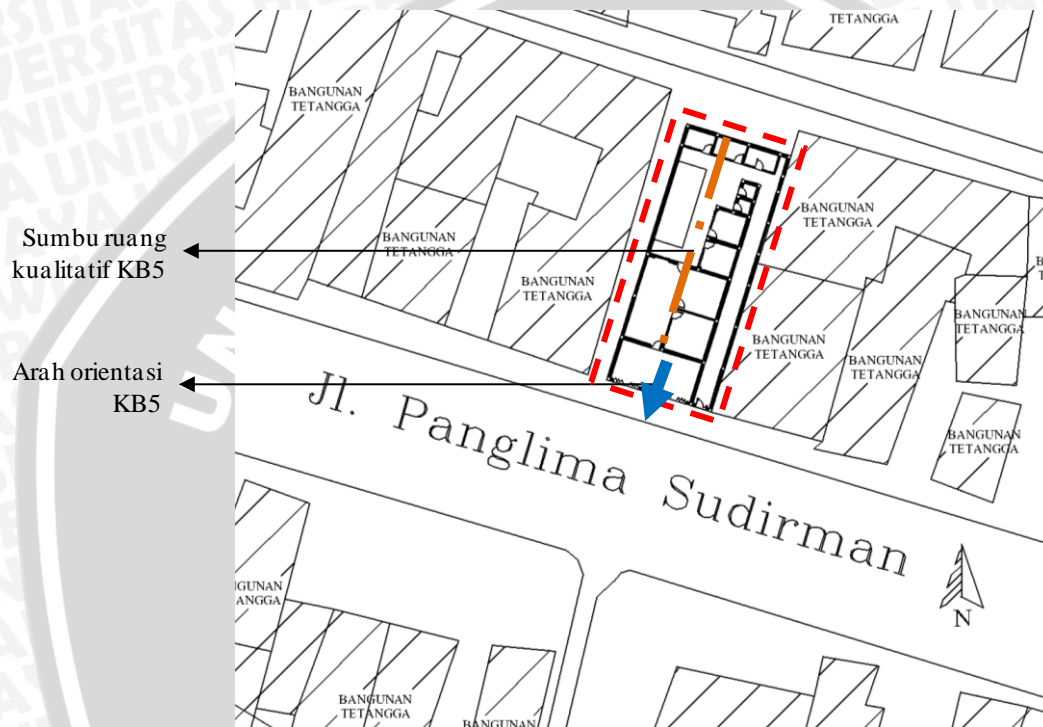 TETANGGA
BANGUNAN
TETANGGA
BANGUNAN
TETANGGA
BANGUNAN
TETANGGA
BANGUNAN
TETANGGA
BANGUNAN
TETANGGA
BANGUNAN
TETANGGA
BANGUNAN
TETANGGA
BANGUNAN
TETANGGA
Sumbu ruang
kualitatif KB5
Arah orientasi
KB5
Jl. Panglima Sudirman
N
GUNAN
ANGGA
BANGUNAN
TETANGGA
BANGUNAN